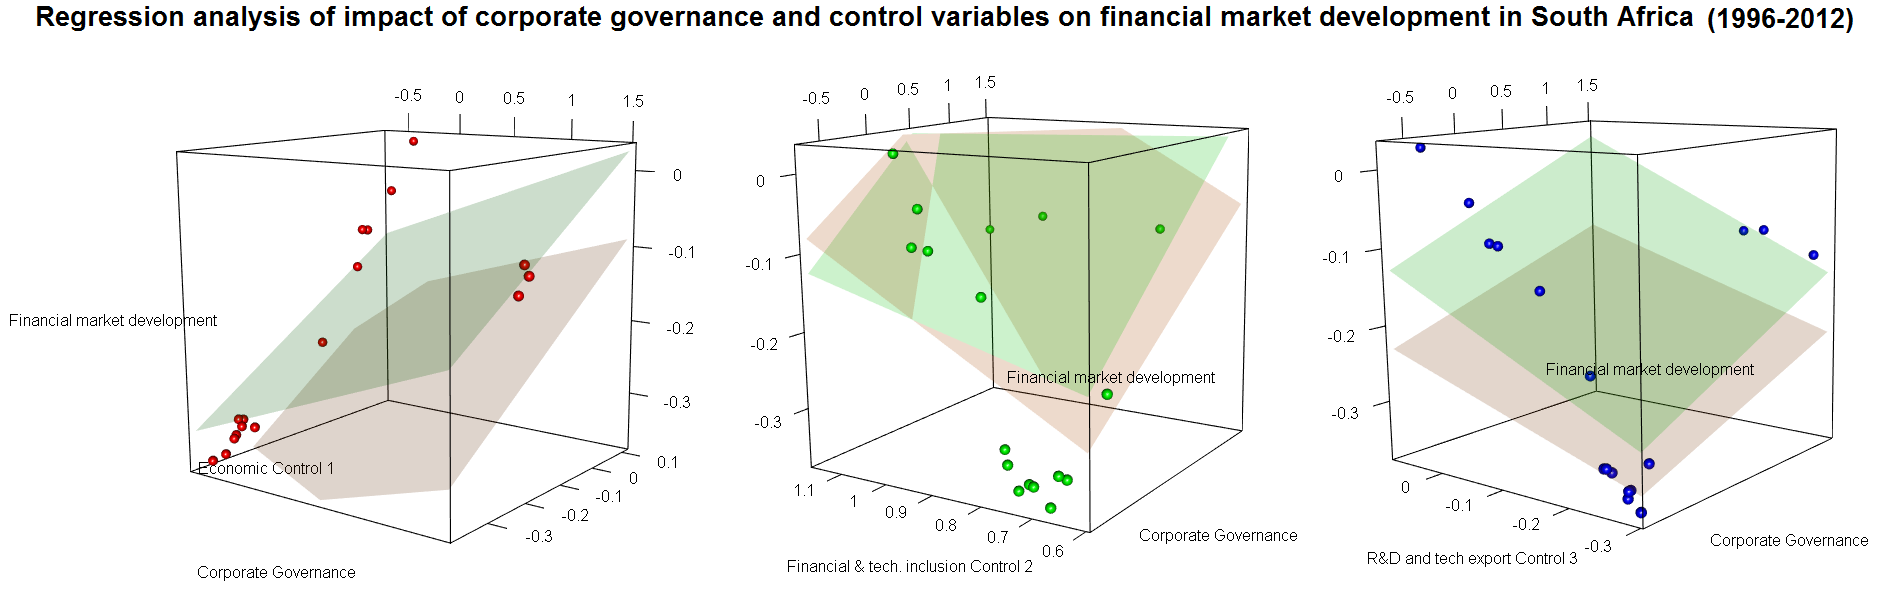 Regression analysis of impact of corporate governance and control variables on financial market development in South Africa (1996-2012)
-0.5 0 0.5 1 1.5
0
-0.1
-0.2
-0.3
0.1
0
-0.1
-0.2
-0.3
Financial market development
Economic Control 1
Corporate Governance
-0.5 0 0.5 1 1.5
0
-0.1
-0.2
-0.3
1.1
1
0.9
0.8
0.7
0.6
Financial market development
Corporate Governance
Financial & tech. inclusion Control 2
-0.5 0 0.5 1 1.5
0
-0.1
-0.2
-0.3
0
-0.1
-0.2
-0.3
Financial market development
Corporate Governance
R&D and tech export Control 3